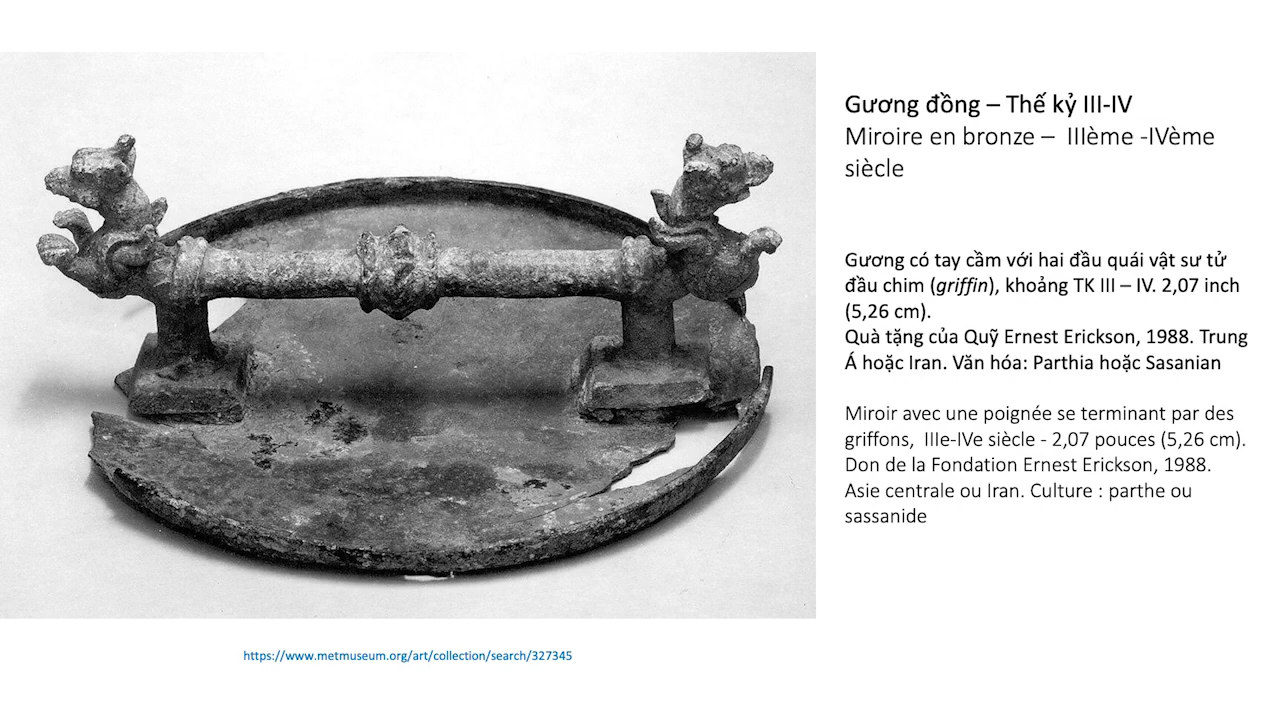 Gương đồng – Thế kỷ III-IV
Miroire en bronze – IIIème -IVème
siècle
Gương có tay cầm với hai đầu quái vật sư tử
đầu chim (griffin), khoảng TK III – IV. 2,07 inch
(5,26 cm).
Quà tặng của Quỹ Ernest Erickson, 1988. Trung
Á hoặc Iran. Văn hóa: Parthia hoặc Sasanian
Miroir avec une poignée se terminant par des
griffons, IIIe-IVe siècle - 2,07 pouces (5,26 cm).
Don de la Fondation Ernest Erickson, 1988.
Asie centrale ou Iran. Culture : parthe ou
sassanide
https://www.metmuseum.org/art/collection/search/327345